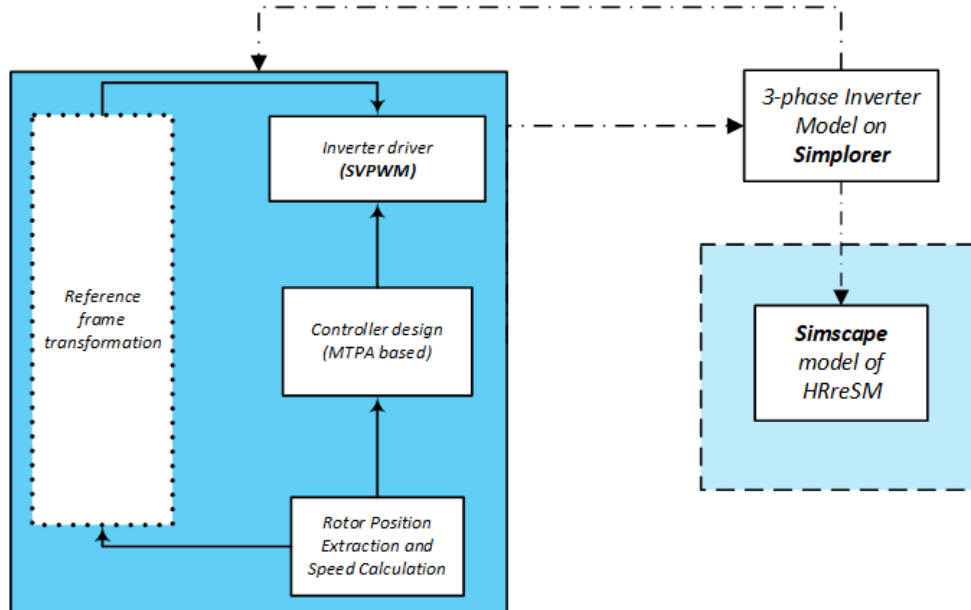 3-phase Inverter
Model on
Simplorer
Inverter driver
(SVPWM)
Reference
frame
transformation
Controller design
(MTPA based)
Simscape
model of
HRreSM
Rotor Position
Extraction and
Speed Calculation